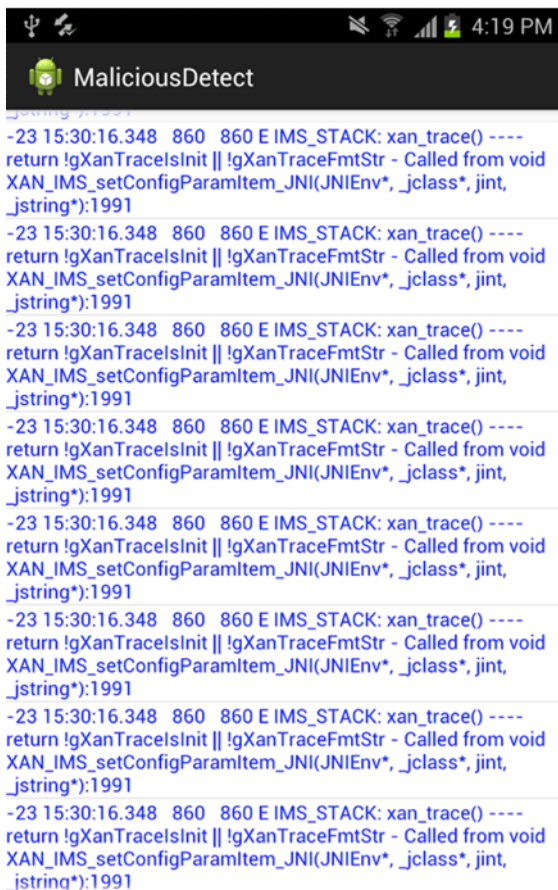 4:19 PM
MaliciousDetect
_jstring*):1991
-23 15:30:16.348 860 860 E IMS_STACK: xan_trace() ----
return !gXanTraceIsInit || !gXanTraceFmtStr - Called from void
XAN_IMS_setConfigParamItem_JNI(JNIEnv*, _jclass*, jint,
_jstring*):1991
-23 15:30:16.348 860 860 E IMS_STACK: xan_trace() ----
return !gXanTraceIsInit || !gXanTraceFmtStr - Called from void
XAN_IMS_setConfigParamItem_JNI(JNIEnv*, _jclass*, jint,
_jstring*):1991
-23 15:30:16.348 860 860 E IMS_STACK: xan_trace() ----
return !gXanTraceIsInit || !gXanTraceFmtStr - Called from void
XAN_IMS_setConfigParamItem_JNI(JNIEnv*, _jclass*, jint,
_jstring*):1991
-23 15:30:16.348 860 860 E IMS_STACK: xan_trace() ----
return !gXanTraceIsInit || !gXanTraceFmtStr - Called from void
XAN_IMS_setConfigParamItem_JNI(JNIEnv*, _jclass*, jint,
_jstring*):1991
-23 15:30:16.348 860 860 E IMS_STACK: xan_trace() ----
return !gXanTraceIsInit || !gXanTraceFmtStr - Called from void
XAN_IMS_setConfigParamItem_JNI(JNIEnv*, _jclass*, jint,
_jstring*):1991
-23 15:30:16.348 860 860 E IMS_STACK: xan_trace() ----
return !gXanTraceIsInit || !gXanTraceFmtStr - Called from void
XAN_IMS_setConfigParamItem_JNI(JNIEnv*, _jclass*, jint,
_jstring*):1991
-23 15:30:16.348 860 860 E IMS_STACK: xan_trace() ----
return !gXanTraceIsInit || !gXanTraceFmtStr - Called from void
XAN_IMS_setConfigParamItem_JNI(JNIEnv*, _jclass*, jint,
_jstring*):1991
-23 15:30:16.348 860 860 E IMS_STACK: xan_trace() ----
return !gXanTraceIsInit || !gXanTraceFmtStr - Called from void
XAN_IMS_setConfigParamItem_JNI(JNIEnv*, _jclass*, jint,
_jstring*):1991